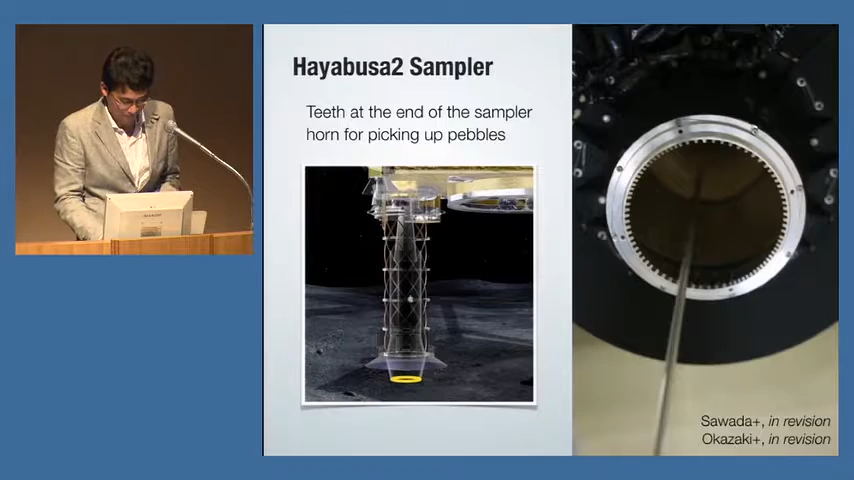 Hayabusa2 Sampler
Teeth at the end of the sampler
horn for picking up pebbles
Sawada+, in revision
Okazaki+, in revision